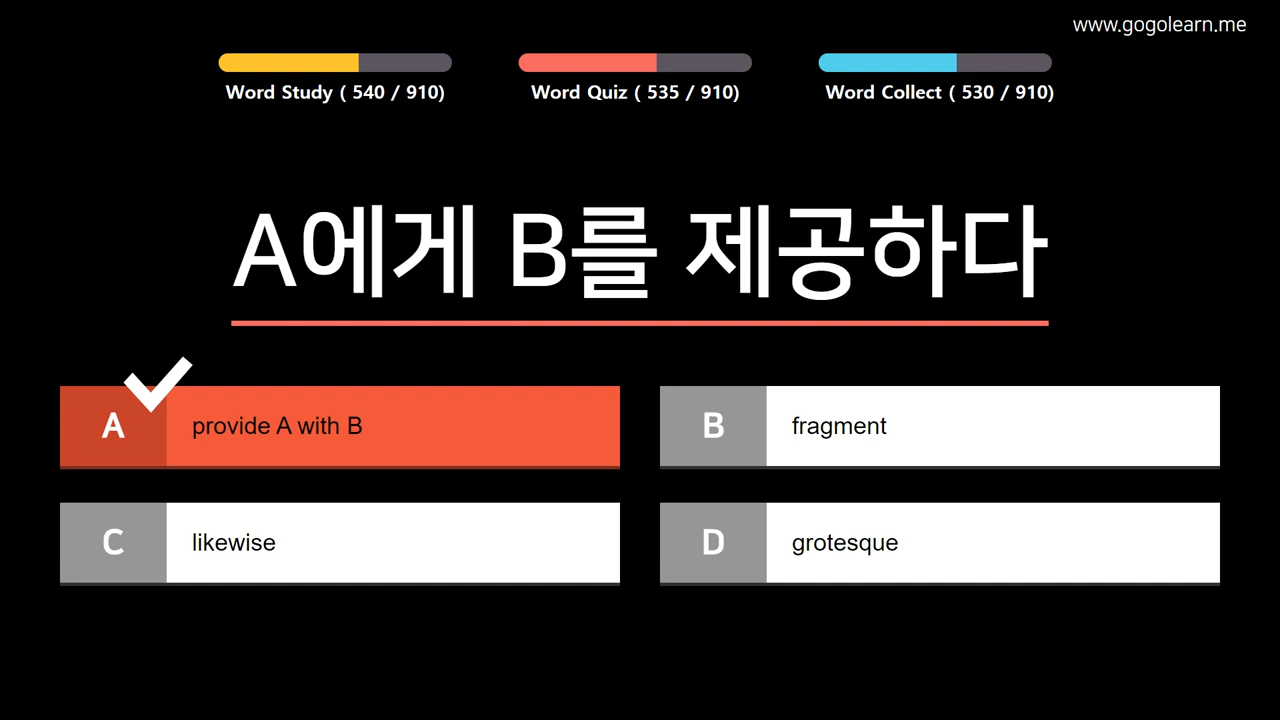 www.gogolearn.me
Word Study ( 540 / 910)
Word Quiz ( 535 / 910)
Word Collect ( 530 / 910)
A에게 B를 제공하다
A provide A with B
B fragment
C likewise
D grotesque